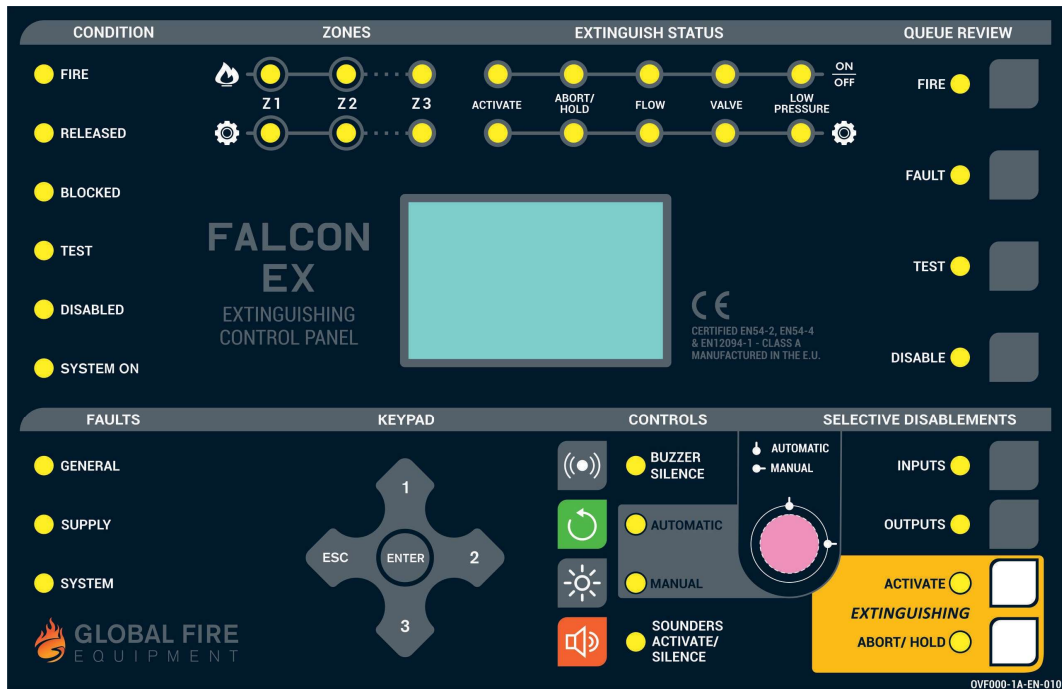 CONDITION
ZONES
EXTINGUISH STATUS
QUEUE REVIEW
FIRE
RELEASED
BLOCKED
TEST
DISABLED
SYSTEM ON
Z 1
Z 2
Z 3
ACTIVATE
ABORT/
HOLD
FLOW
VALVE
LOW
PRESSURE
ON
OFF
FIRE
FAULT
TEST
DISABLE
FALCON
EX
EXTINGUISHING
CONTROL PANEL
CE
CERTIFIED EN54-2, EN54-4
& EN12094-1 - CLASS A
MANUFACTURED IN THE E.U.
FAULTS
KEYPAD
CONTROLS
SELECTIVE DISABLEMENTS
GENERAL
SUPPLY
SYSTEM
1
ESC
ENTER
2
3
BUZZER
SILENCE
AUTOMATIC
MANUAL
SOUNDERS
ACTIVATE/
SILENCE
AUTOMATIC
MANUAL
INPUTS
OUTPUTS
ACTIVATE
EXTINGUISHING
ABORT/ HOLD
GLOBAL FIRE
EQUIPMENT
OVF000-1A-EN-010